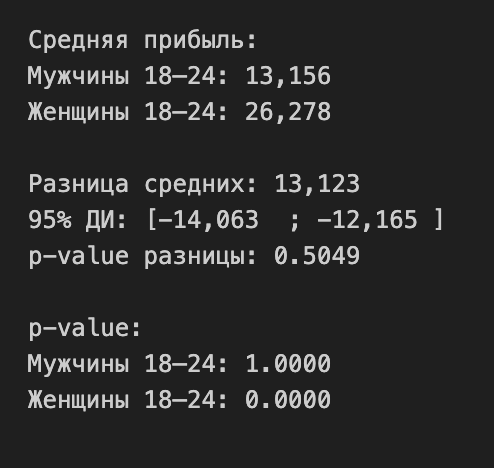 Средняя прибыль:
Мужчины 18–24: 13,156
Женщины 18–24: 26,278
Разница средних: 13,123
95% ДИ: [-14,063  ; -12,165 ]
p-value разницы: 0.5049
p-value:
Мужчины 18–24: 1.0000
Женщины 18–24: 0.0000